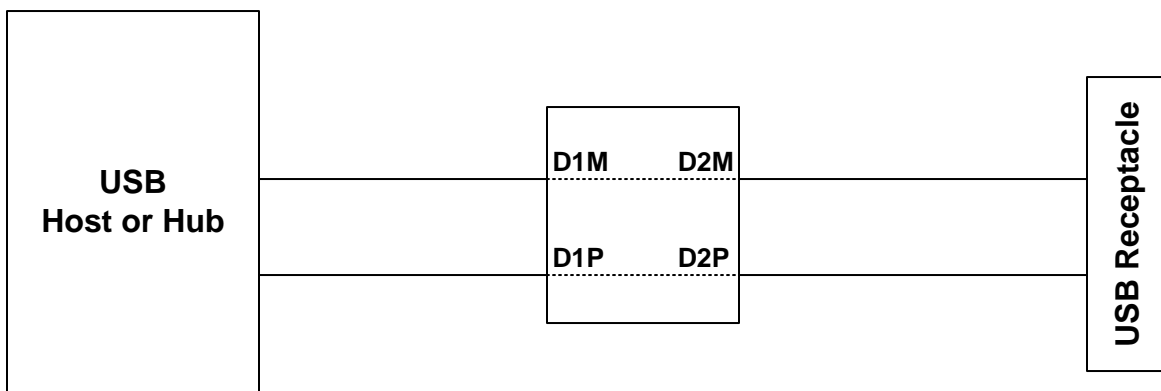 USB
Host or Hub
D1M D2M
D1P D2P
USB Receptacle